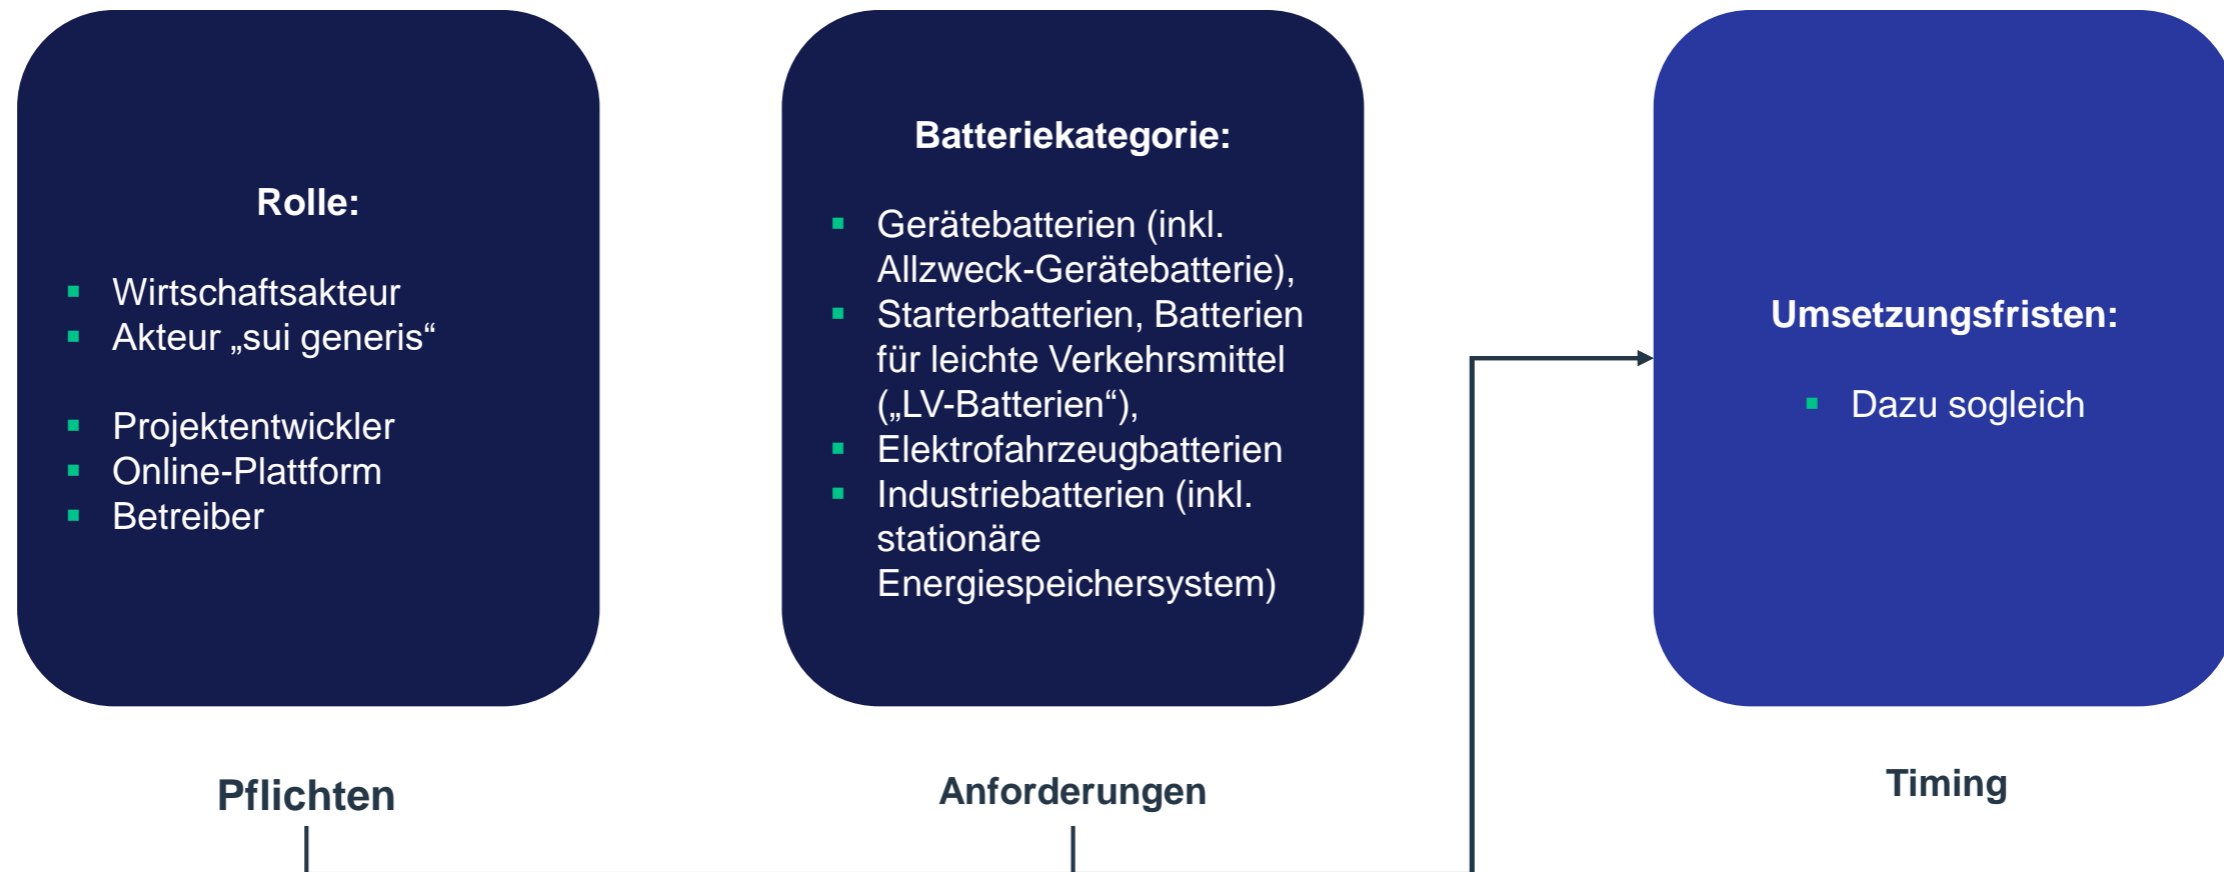 Rolle:
Wirtschaftsakteur
Akteur „sui generis“
Projektentwickler
Online-Plattform
Betreiber
Pflichten
Batteriekategorie:
Gerätebatterien (inkl.
Allzweck-Gerätebatterie),
Starterbatterien, Batterien
für leichte Verkehrsmittel
(„LV-Batterien“),
Elektrofahrzeugbatterien
Industriebatterien (inkl.
stationäre
Energiespeichersystem)
Anforderungen
Umsetzungsfristen:
Dazu sogleich
Timing